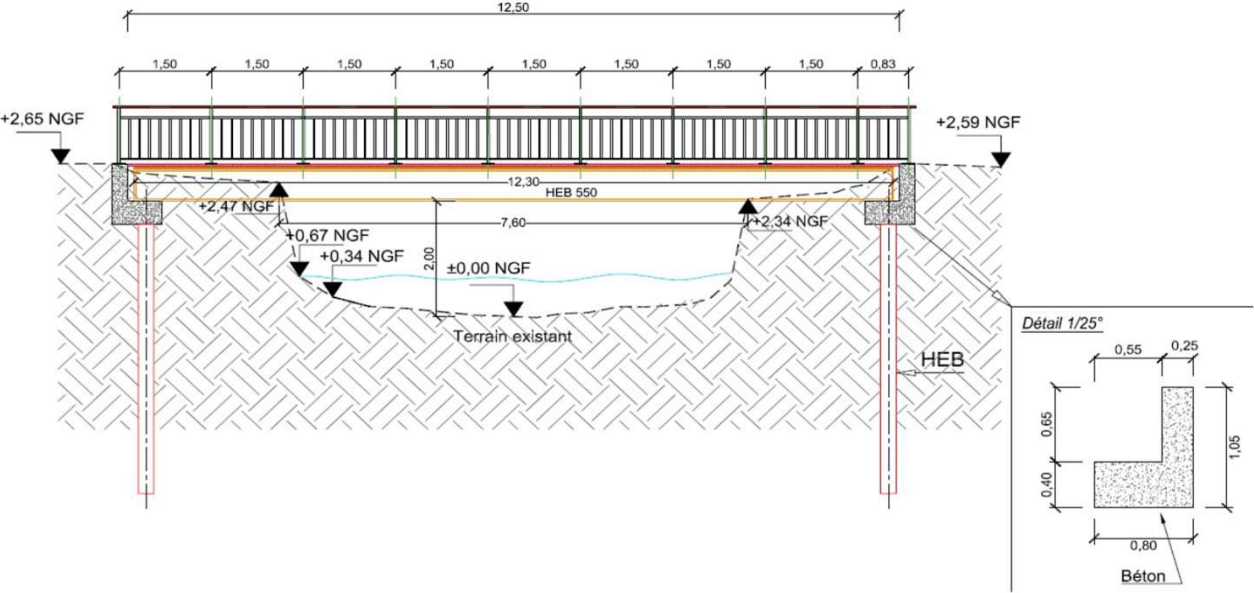 12,50
1,50
1,50
1,50
1,50
1,50
1,50
1,50
1,50
0,83
+2,65 NGF
+2,59 NGF
12,30
HEB 550
+2,47 NGF
7,60
+2,34 NGF
+0,67 NGF
+0,34 NGF
2,00
±0,00 NGF
Terrain existant
HEB
Détail 1/25°
0,55
0,25
0,65
0,40
1,05
0,80
Béton